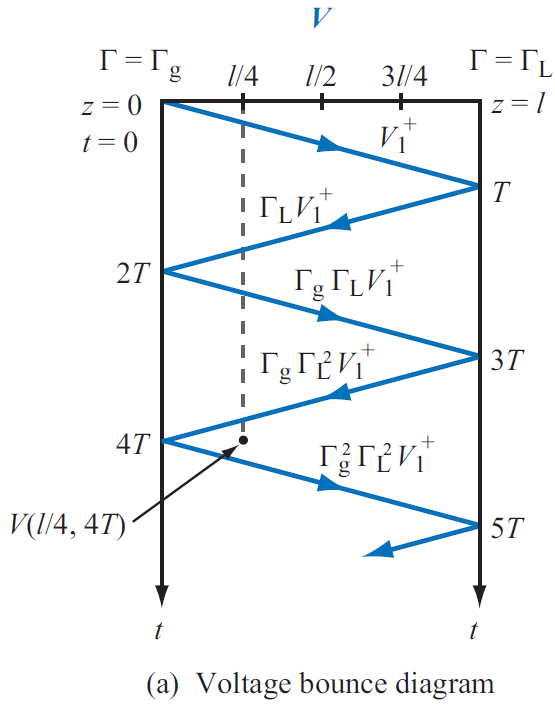 V
Γ = Γg
l/4
l/2
3l/4
Γ = ΓL
z = 0
z = l
t = 0
V1+
T
ΓLV1+
2T
ΓgΓLV1+
ΓgΓL²V1+
3T
4T
Γg²ΓL²V1+
V(l/4, 4T)
5T
t
t
(a) Voltage bounce diagram